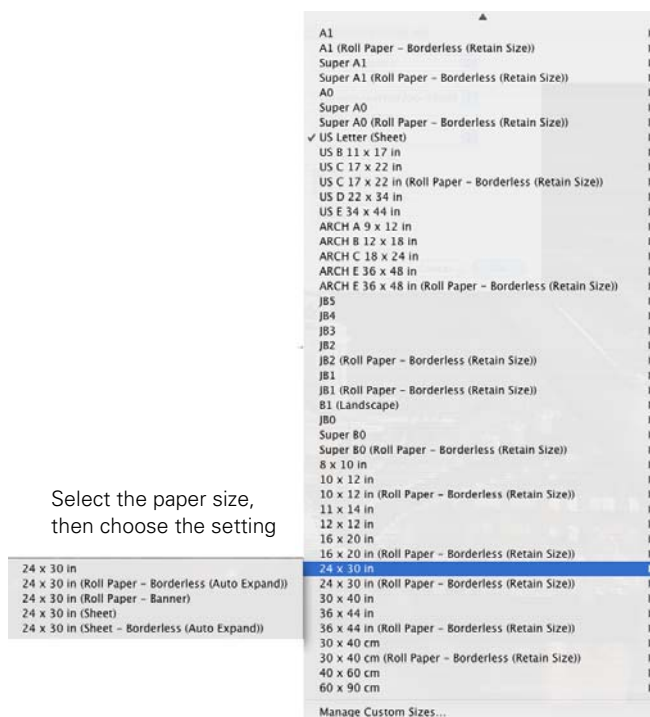 A1
A1 (Roll Paper – Borderless (Retain Size))
Super A1
Super A1 (Roll Paper – Borderless (Retain Size))
A0
Super A0
Super A0 (Roll Paper – Borderless (Retain Size))
✓ US Letter (Sheet)
US B 11 x 17 in
US C 17 x 22 in
US C 17 x 22 in (Roll Paper – Borderless (Retain Size))
US D 22 x 34 in
US E 34 x 44 in
ARCH A 9 x 12 in
ARCH B 12 x 18 in
ARCH C 18 x 24 in
ARCH E 36 x 48 in
ARCH E 36 x 48 in (Roll Paper – Borderless (Retain Size))
JB5
JB4
JB3
JB2
JB2 (Roll Paper – Borderless (Retain Size))
JB1
JB1 (Roll Paper – Borderless (Retain Size))
B1 (Landscape)
JB0
Super B0
Super B0 (Roll Paper – Borderless (Retain Size))
8 x 10 in
10 x 12 in
10 x 12 in (Roll Paper – Borderless (Retain Size))
11 x 14 in
12 x 12 in
16 x 20 in
16 x 20 in (Roll Paper – Borderless (Retain Size))
24 x 30 in
24 x 30 in (Roll Paper – Borderless (Retain Size))
30 x 40 in
36 x 44 in
36 x 44 in (Roll Paper – Borderless (Retain Size))
30 x 40 cm
30 x 40 cm (Roll Paper – Borderless (Retain Size))
40 x 60 cm
60 x 90 cm
Manage Custom Sizes...
Select the paper size,
then choose the setting
24 x 30 in
24 x 30 in (Roll Paper – Borderless (Auto Expand))
24 x 30 in (Roll Paper – Banner)
24 x 30 in (Sheet)
24 x 30 in (Sheet – Borderless (Auto Expand))